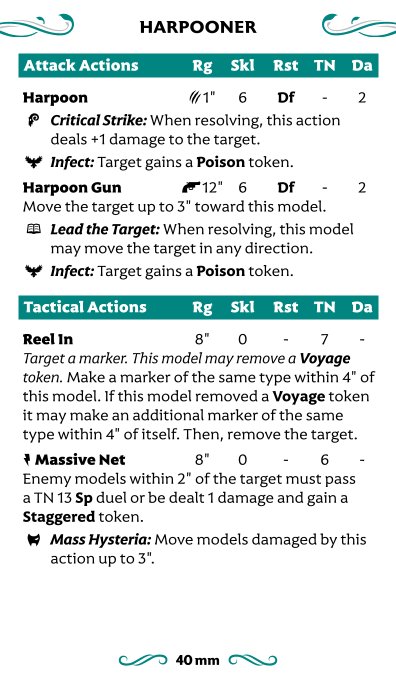 HARPOONER
Attack Actions Rg Skl Rst TN Da
Harpoon 1" 6 Df - 2
Critical Strike: When resolving, this action
deals +1 damage to the target.
Infect: Target gains a Poison token.
Harpoon Gun 12" 6 Df - 2
Move the target up to 3" toward this model.
Lead the Target: When resolving, this model
may move the target in any direction.
Infect: Target gains a Poison token.
Tactical Actions Rg Skl Rst TN Da
Reel In 8" 0 - 7 -
Target a marker. This model may remove a Voyage
token. Make a marker of the same type within 4" of
this model. If this model removed a Voyage token
it may make an additional marker of the same
type within 4" of itself. Then, remove the target.
Massive Net 8" 0 - 6 -
Enemy models within 2" of the target must pass
a TN 13 Sp duel or be dealt 1 damage and gain a
Staggered token.
Mass Hysteria: Move models damaged by this
action up to 3".
40 mm